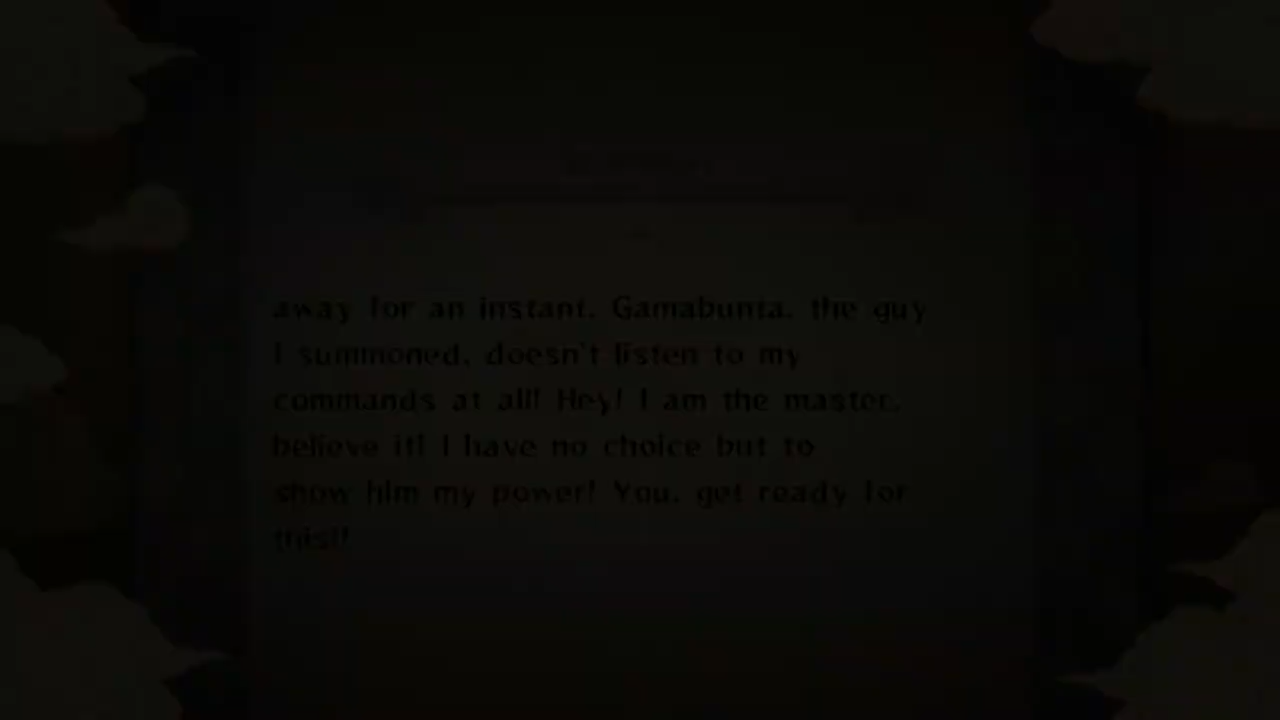 away for an instant. Gamabunta, the guy
I summoned, doesn't listen to my
commands at all! Hey! I am the master,
believe it! I have no choice but to
show him my power! You, get ready for
this!!